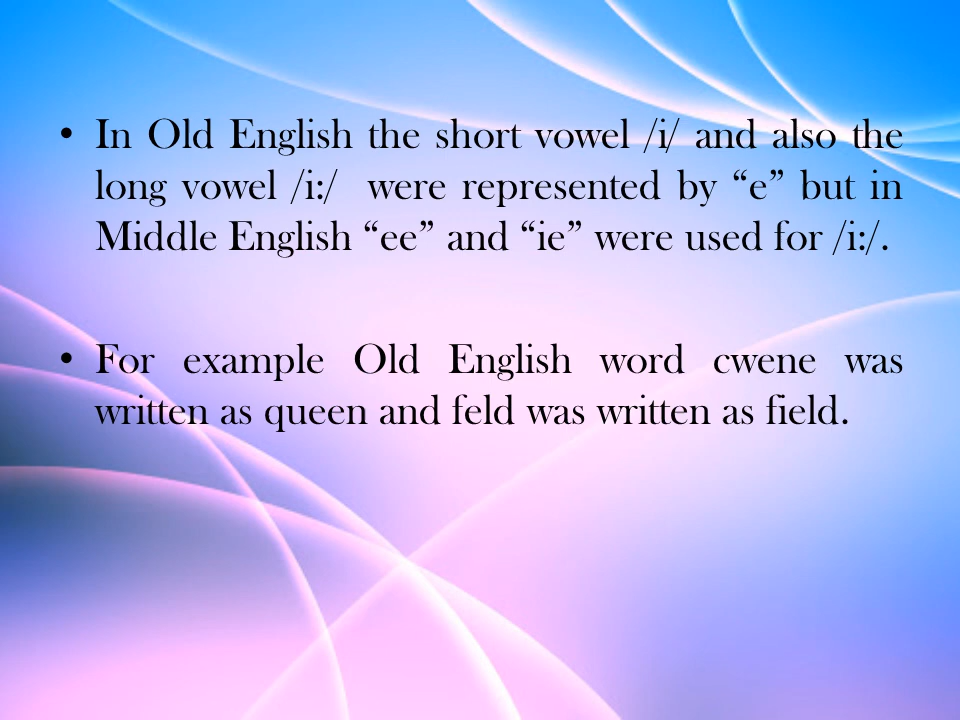 • In Old English the short vowel /i/ and also the
long vowel /i:/ were represented by “e” but in
Middle English “ee” and “ie” were used for /i:/.
• For example Old English word cwene was
written as queen and feld was written as field.